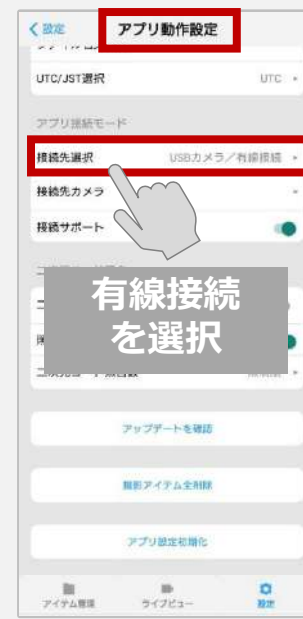 設定
アプリ動作設定
UTC/JST選択 UTC
アプリ接続モード
接続先選択 USBカメラ/有線接続
接続先カメラ
接続サポート
有線接続
を選択
アップデートを確認
撮影アイテム全削除
アプリ設定初期化
アイテム管理 ライブビュー 設定